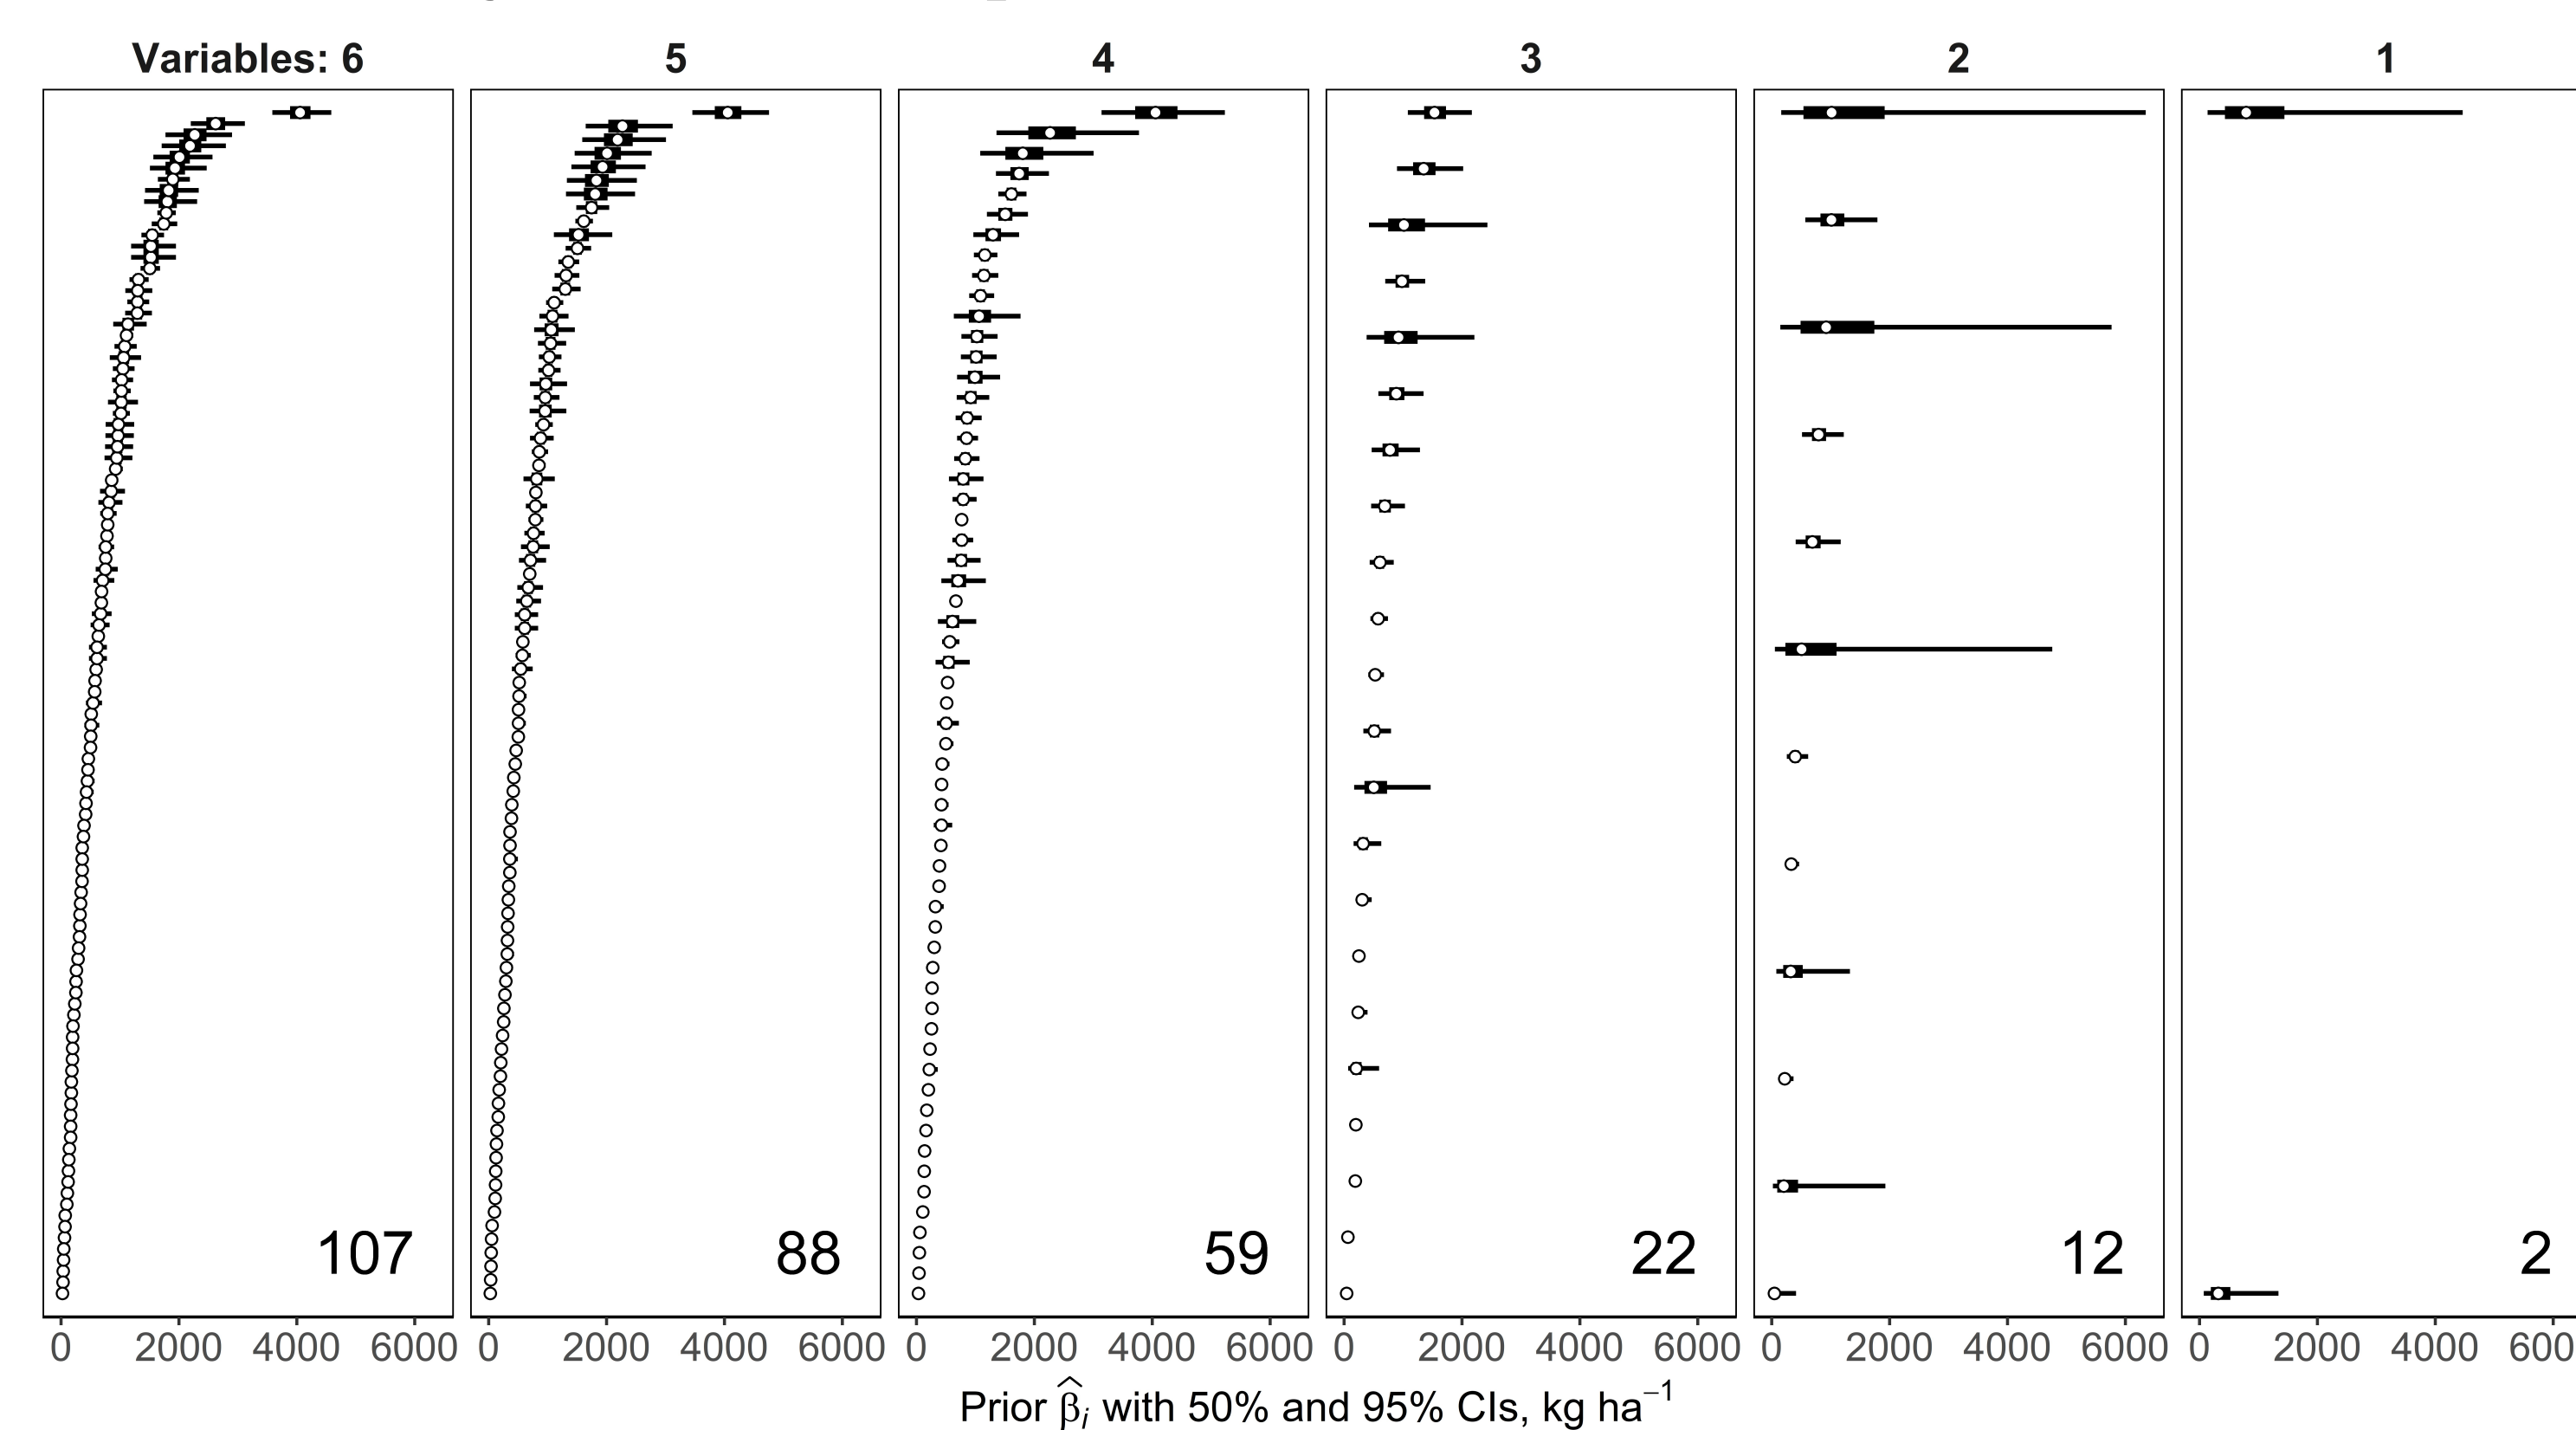 Variables: 6 5 4 3 2 1
107 88 59 22 12 2
0 2000 4000 6000 0 2000 4000 6000 0 2000 4000 6000 0 2000 4000 6000 0 2000 4000 6000 0 2000 4000 600
Prior β̂ᵢ with 50% and 95% CIs, kg ha⁻¹